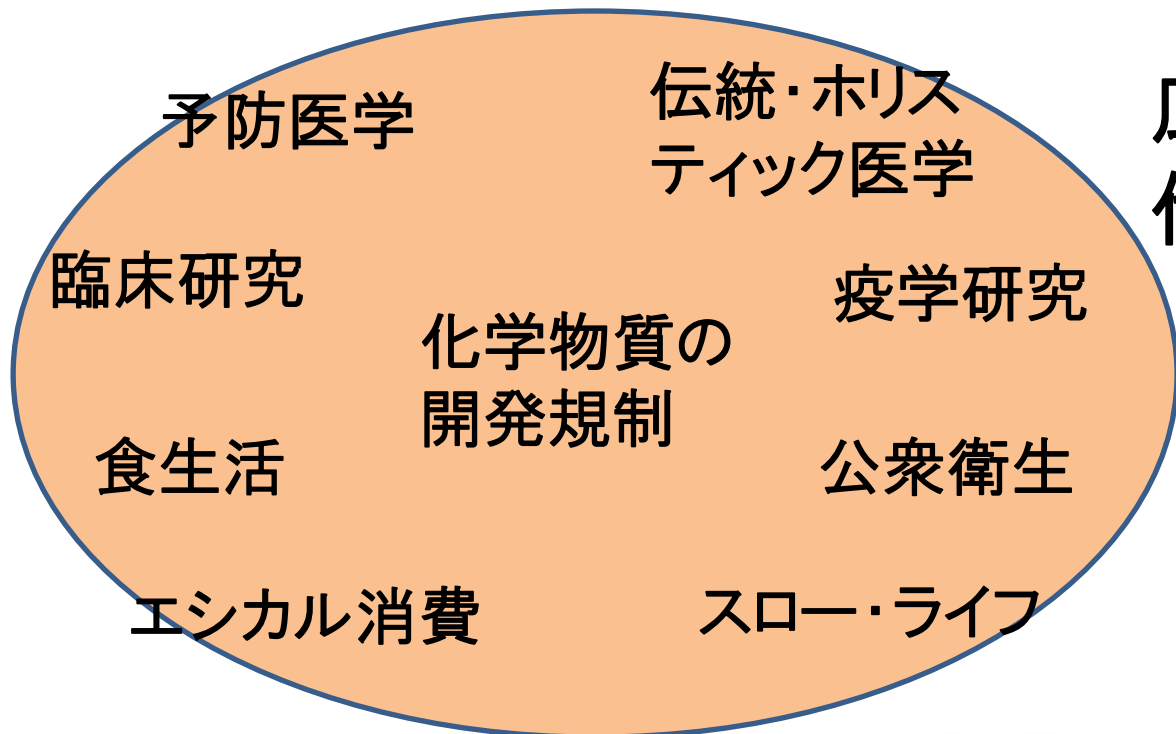 予防医学
伝統・ホリス
ティック医学
臨床研究
疫学研究
化学物質の
開発規制
食生活
公衆衛生
エシカル消費
スロー・ライフ